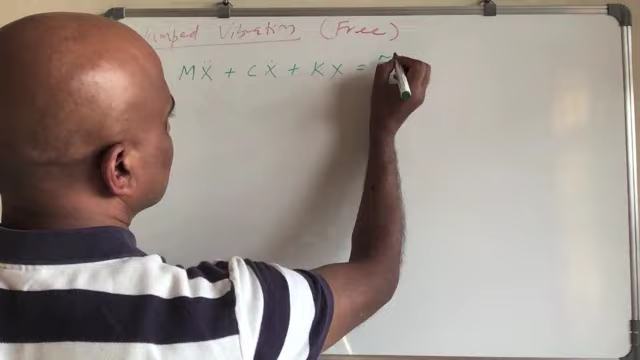 Vibration (Free)
MẌ + CẊ + KX =